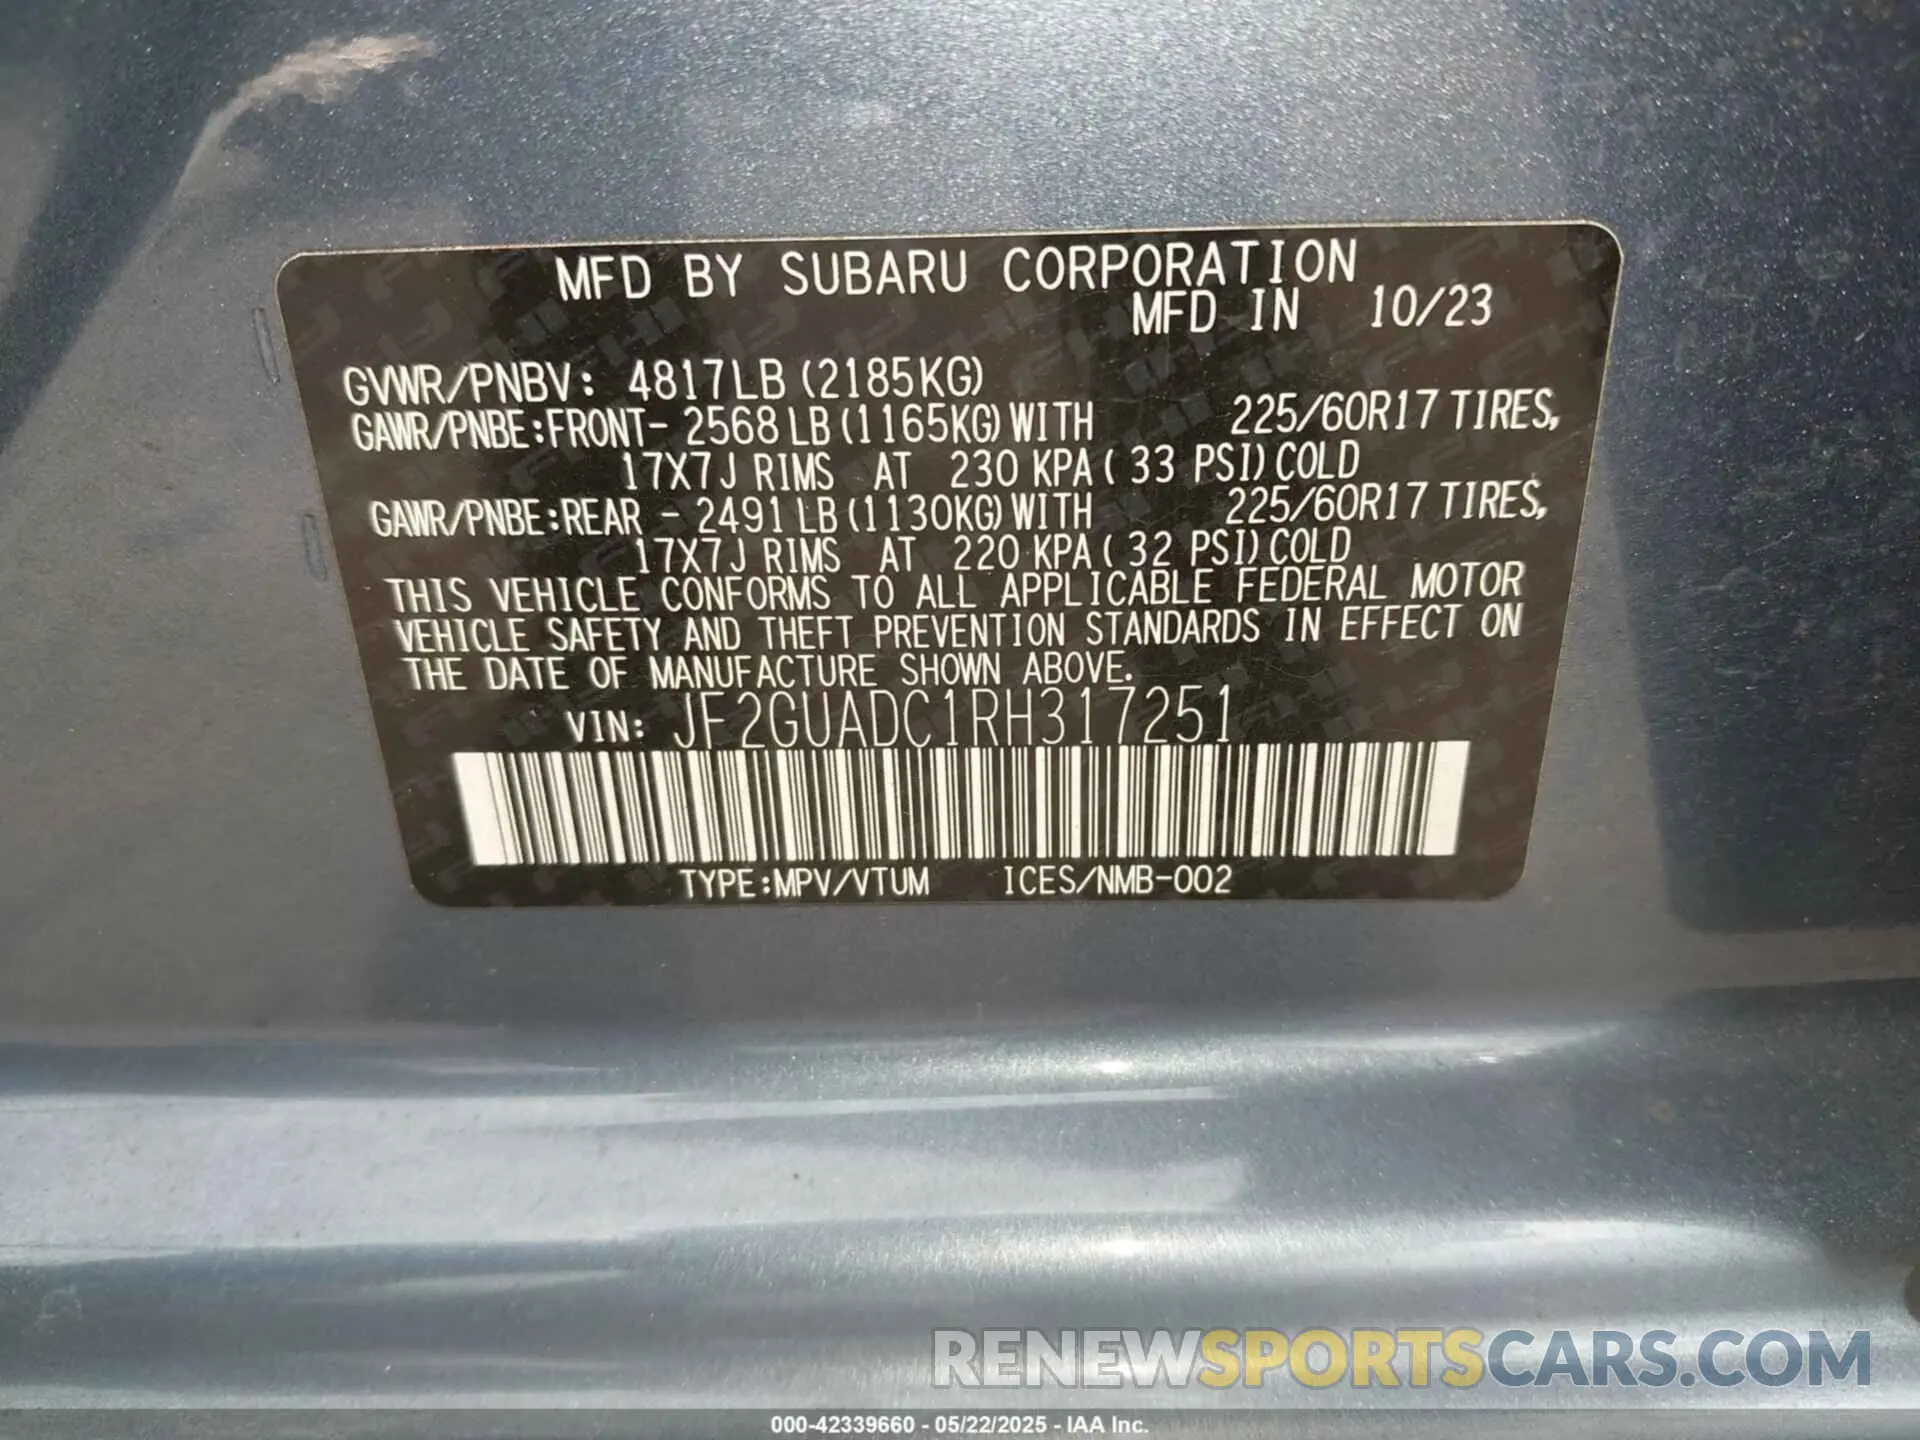 MFD BY SUBARU CORPORATION
MFD IN 10/23
GVWR/PNBV: 4817LB (2185KG)
GAWR/PNBE:FRONT- 2568LB (1165KG) WITH 225/60R17 TIRES,
17X7J RIMS AT 230 KPA( 33 PSI) COLD
GAWR/PNBE:REAR - 2491LB (1130KG) WITH 225/60R17 TIRES,
17X7J RIMS AT 220 KPA( 32 PSI) COLD
THIS VEHICLE CONFORMS TO ALL APPLICABLE FEDERAL MOTOR
VEHICLE SAFETY AND THEFT PREVENTION STANDARDS IN EFFECT ON
THE DATE OF MANUFACTURE SHOWN ABOVE.
VIN: JF2GUADC1RH317251
TYPE:MPV/VTUM ICES/NMB-002
RENEWSPORTSCARS.COM
000-42339660 - 05/22/2025 - IAA Inc.